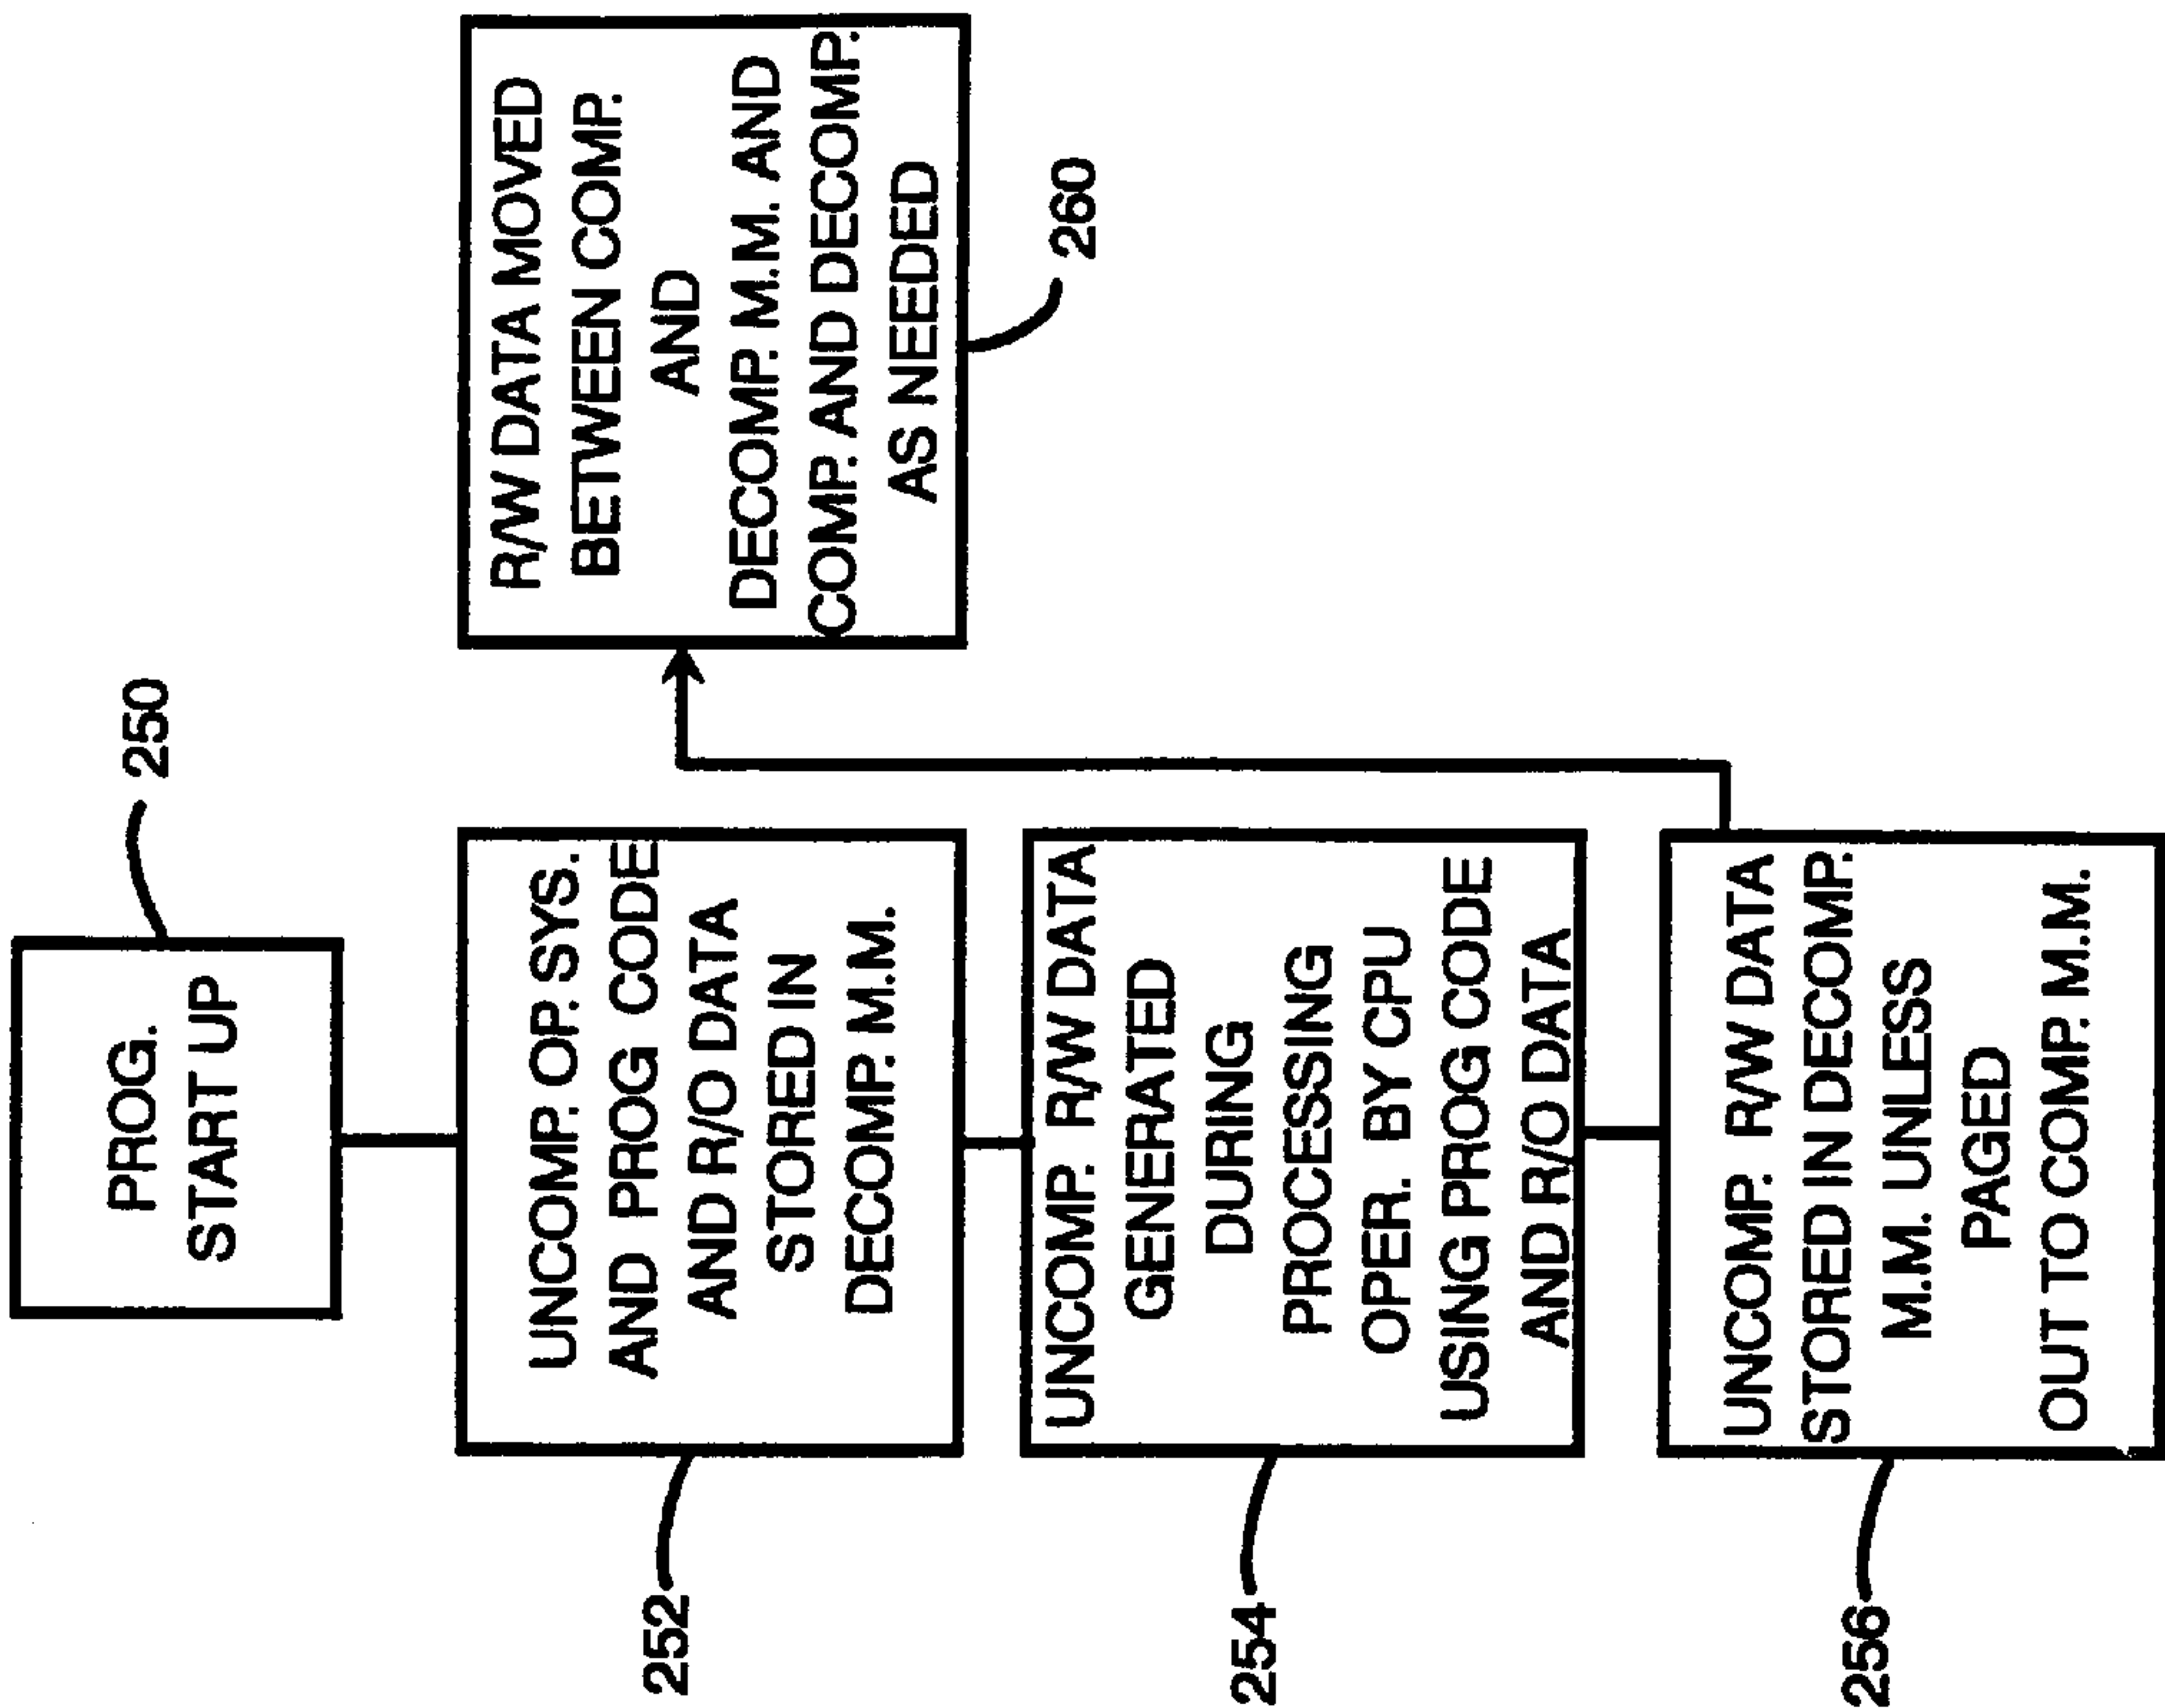 250
PROG.
START UP
252
UNCOMP. OP. SYS.
AND PROG CODE
AND R/O DATA
STORED IN
DECOMP. M.M.
254
UNCOMP. R/W DATA
GENERATED
DURING
PROCESSING
OPER. BY CPU
USING PROG CODE
AND R/O DATA
256
UNCOMP. R/W DATA
STORED IN DECOMP.
M.M. UNLESS
PAGED
OUT TO COMP. M.M.
R/W DATA MOVED
BETWEEN COMP.
AND
DECOMP. M.M. AND
COMP. AND DECOMP.
AS NEEDED
260